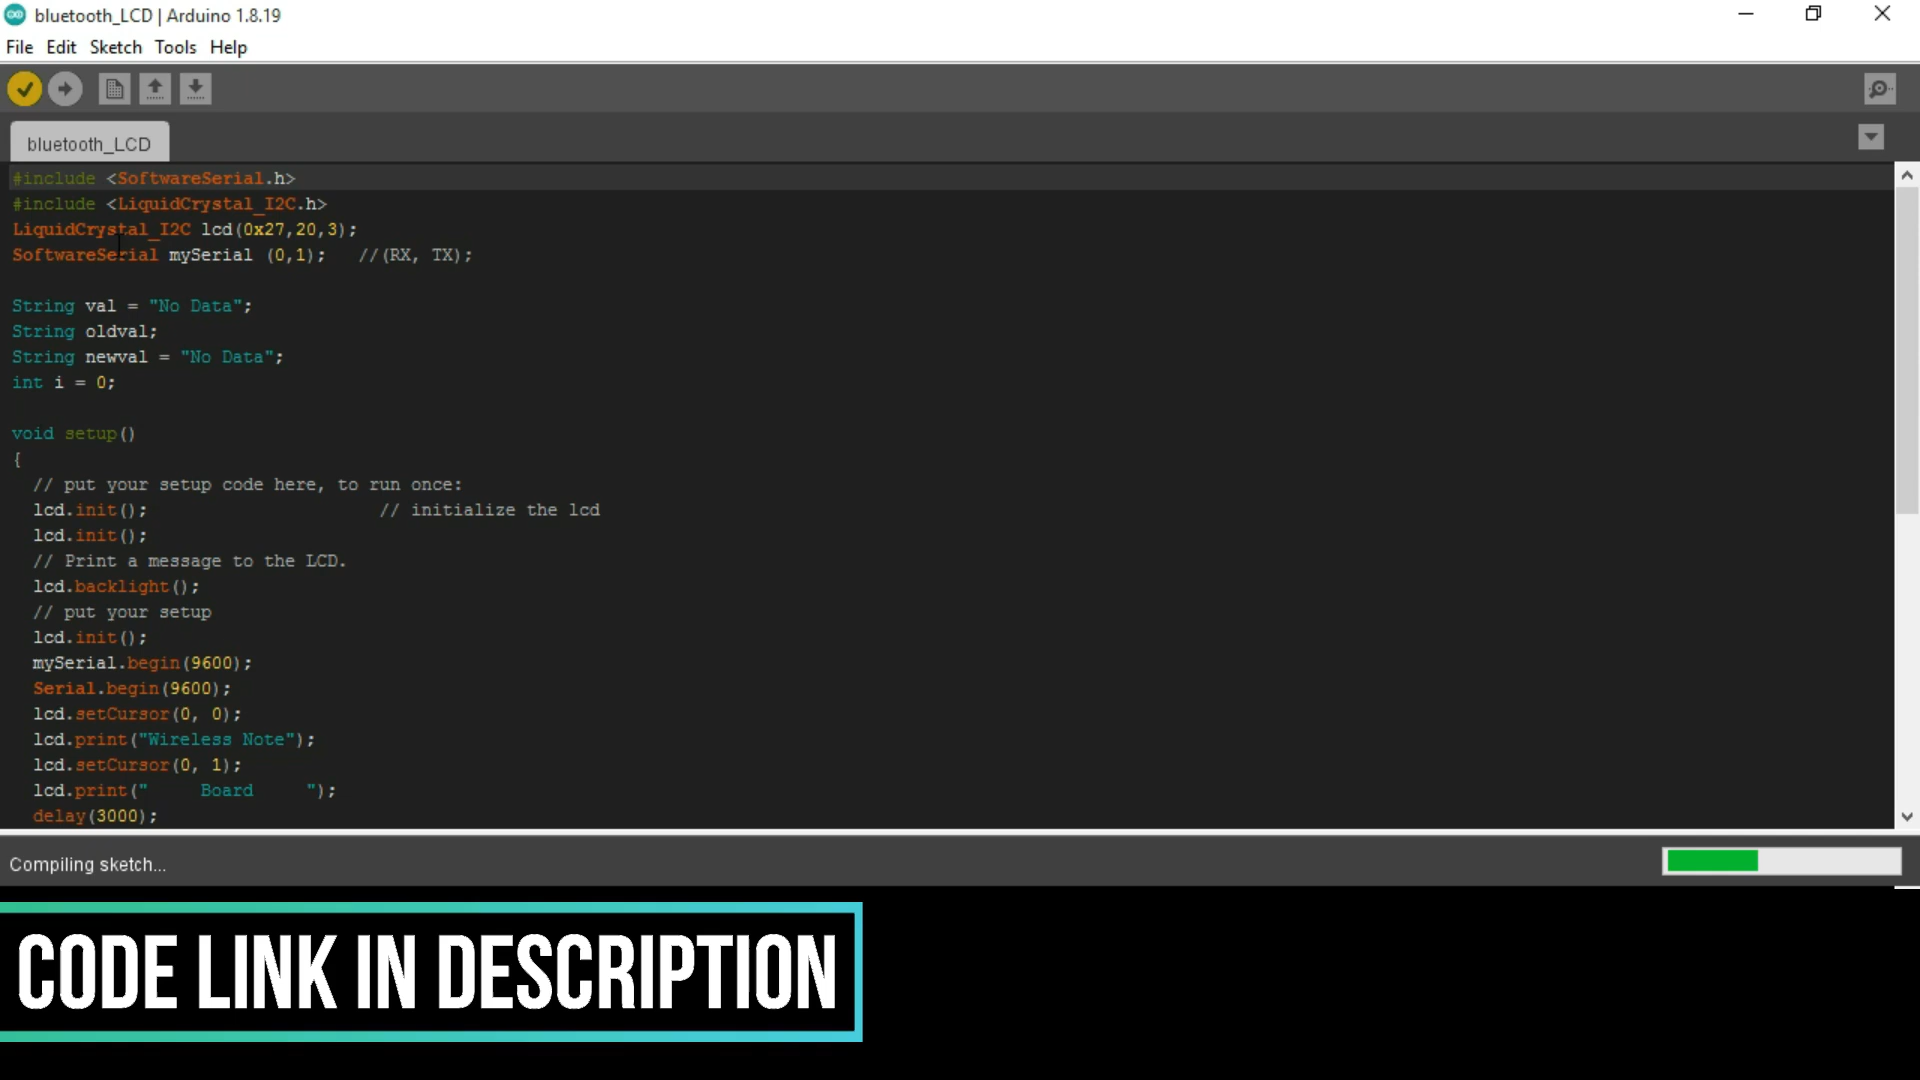 bluetooth_LCD | Arduino 1.8.19
File Edit Sketch Tools Help
bluetooth_LCD
#include <SoftwareSerial.h>
#include <LiquidCrystal_I2C.h>
LiquidCrystal_I2C lcd(0x27,20,3);
SoftwareSerial mySerial (0,1);   //(RX, TX);
String val = "No Data";
String oldval;
String newval = "No Data";
int i = 0;
void setup()
{
// put your setup code here, to run once:
lcd.init();                      // initialize the lcd
lcd.init();
// Print a message to the LCD.
lcd.backlight();
// put your setup
lcd.init();
mySerial.begin(9600);
Serial.begin(9600);
lcd.setCursor(0, 0);
lcd.print("Wireless Note");
lcd.setCursor(0, 1);
lcd.print("     Board     ");
delay(3000);
Compiling sketch...
CODE LINK IN DESCRIPTION